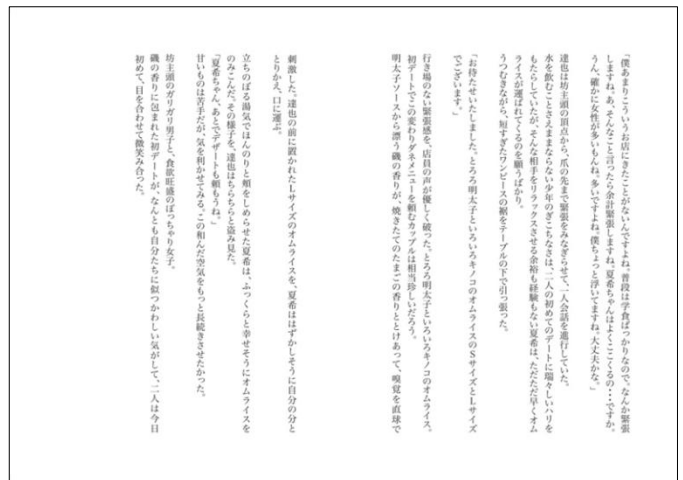 「僕あまりこういうお店にきたことがないんですよね。普段は学食ばっかりなので、なんか緊張
しますね。あ、そんなこと言ったら余計緊張しますね。夏希ちゃんはよくここくるの・・・ですか。
うん、確かに女性が多いもんね、多いですよね。僕ちょっと浮いてますね、大丈夫かな。」
達也は坊主頭の頂点から、爪の先まで緊張をみなぎらせて、一人会話を進行していた。
水を飲むことさえままならない少年のぎこちなさは、二人の初めてのデートに瑞々しいハリを
もたらしていたが、そんな相手をリラックスさせる余裕も経験もない夏希は、ただただ早くオム
ライスが運ばれてくるのを願うばかり。
うつむきながら、短すぎたワンピースの裾をテーブルの下で引っ張った。
「お待たせいたしました。とろろ明太子といろいろキノコのオムライスのSサイズとLサイズ
でございます。」
行き場のない緊張感を、店員の声が優しく破った。とろろ明太子といろいろキノコのオムライス。
初デートでこの変わりダネメニューを頼むカップルは相当珍しいだろう。
明太子ソースから漂う磯の香りが、焼きたてのたまごの香りととけあって、嗅覚を直球で
刺激した。達也の前に置かれたLサイズのオムライスを、夏希ははずかしそうに自分の分と
とりかえ、口に運ぶ。
立ちのぼる湯気でほんのりと頬をしめらせた夏希は、ふっくらと幸せそうにオムライスを
のみこんだ。その様子を、達也はちらちらと盗み見た。
「夏希ちゃん、あとでデザートも頼もうね。」
甘いものは苦手だが、気を利かせてみる。この和んだ空気をもっと長続きさせたかった。
坊主頭のガリガリ男子と、食欲旺盛のぽっちゃり女子。
磯の香りに包まれた初デートが、なんとも自分たちに似つかわしい気がして、二人は今日
初めて、目を合わせて微笑み合った。